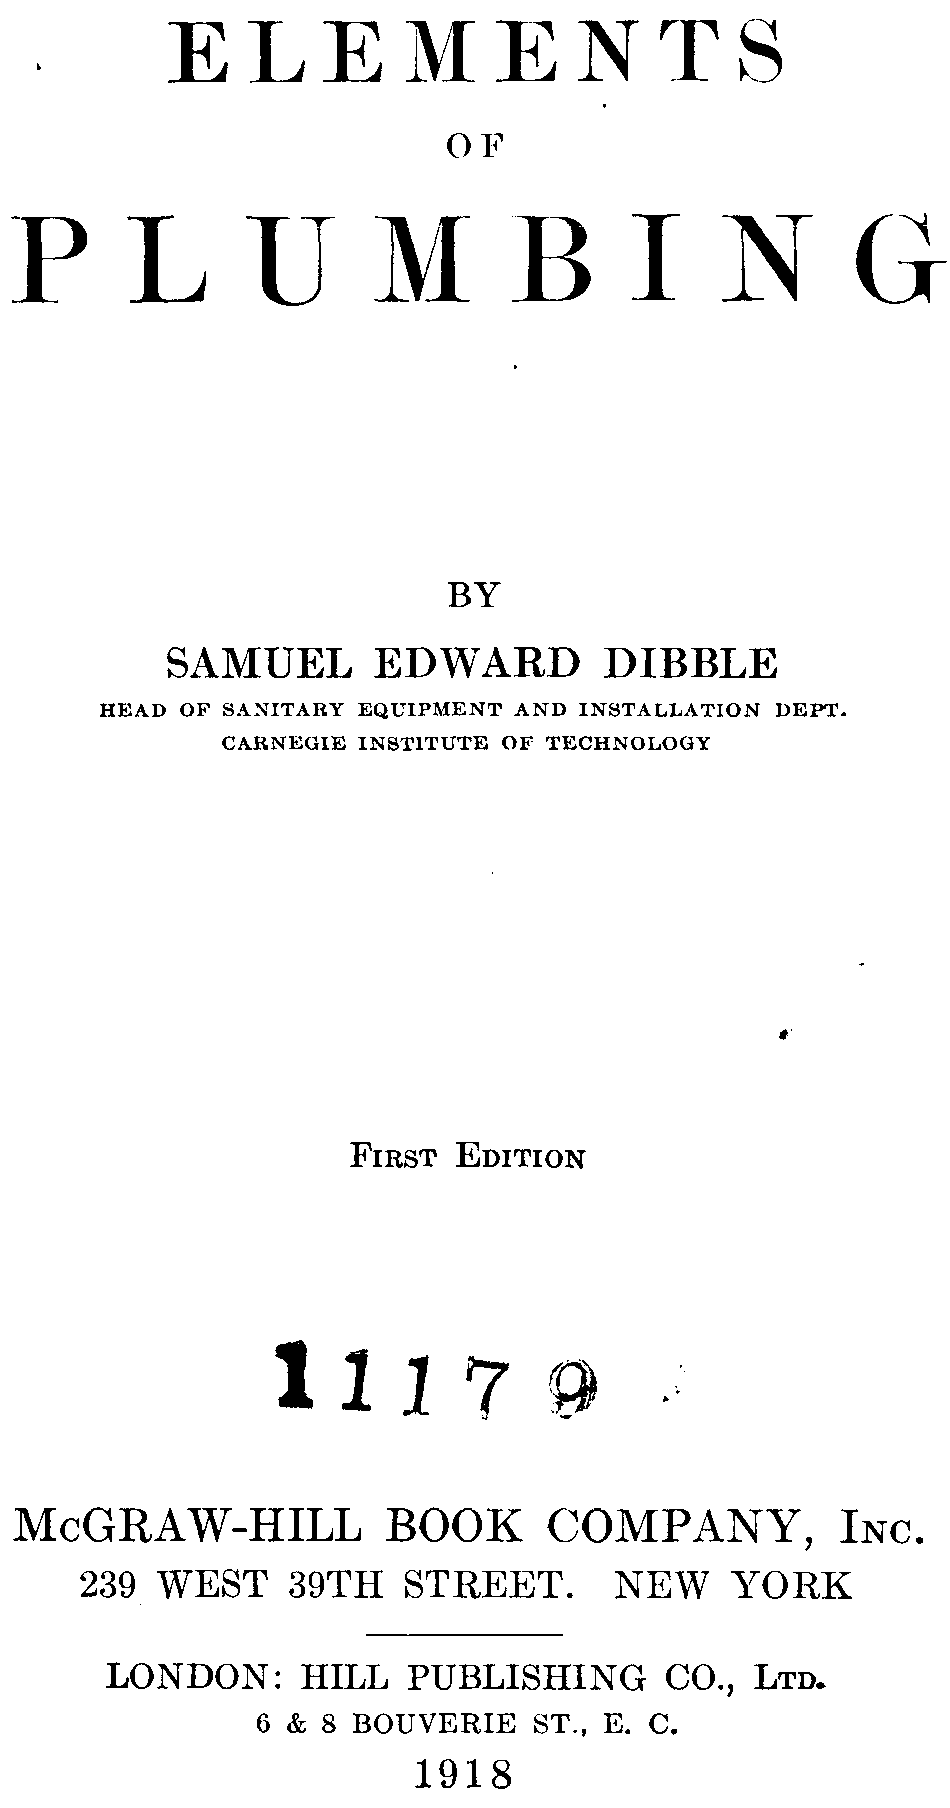 ELEMENTS
OF
PLUMBING
BY
SAMUEL EDWARD DIBBLE
HEAD OF SANITARY EQUIPMENT AND INSTALLATION DEPT.
CARNEGIE INSTITUTE OF TECHNOLOGY
FIRST EDITION
11179
McGRAW-HILL BOOK COMPANY, INC.
239 WEST 39TH STREET. NEW YORK
LONDON: HILL PUBLISHING CO., LTD.
6 & 8 BOUVERIE ST., E. C.
1918